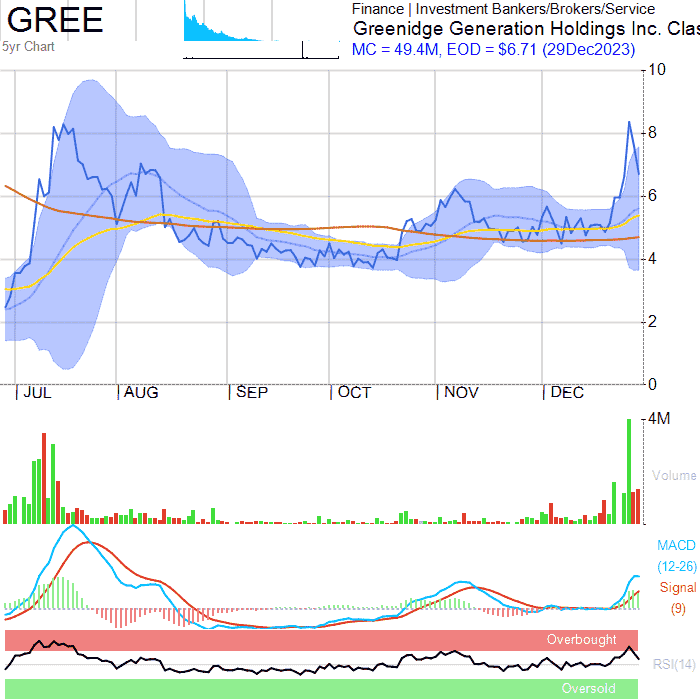 GREE
5yr Chart
Finance | Investment Bankers/Brokers/Service
Greenidge Generation Holdings Inc. Clas
MC = 49.4M, EOD = $6.71 (29Dec2023)
10
8
6
4
2
0
JUL AUG SEP OCT NOV DEC
4M
Volume
MACD
(12-26)
Signal
(9)
Overbought
RSI(14)
Oversold